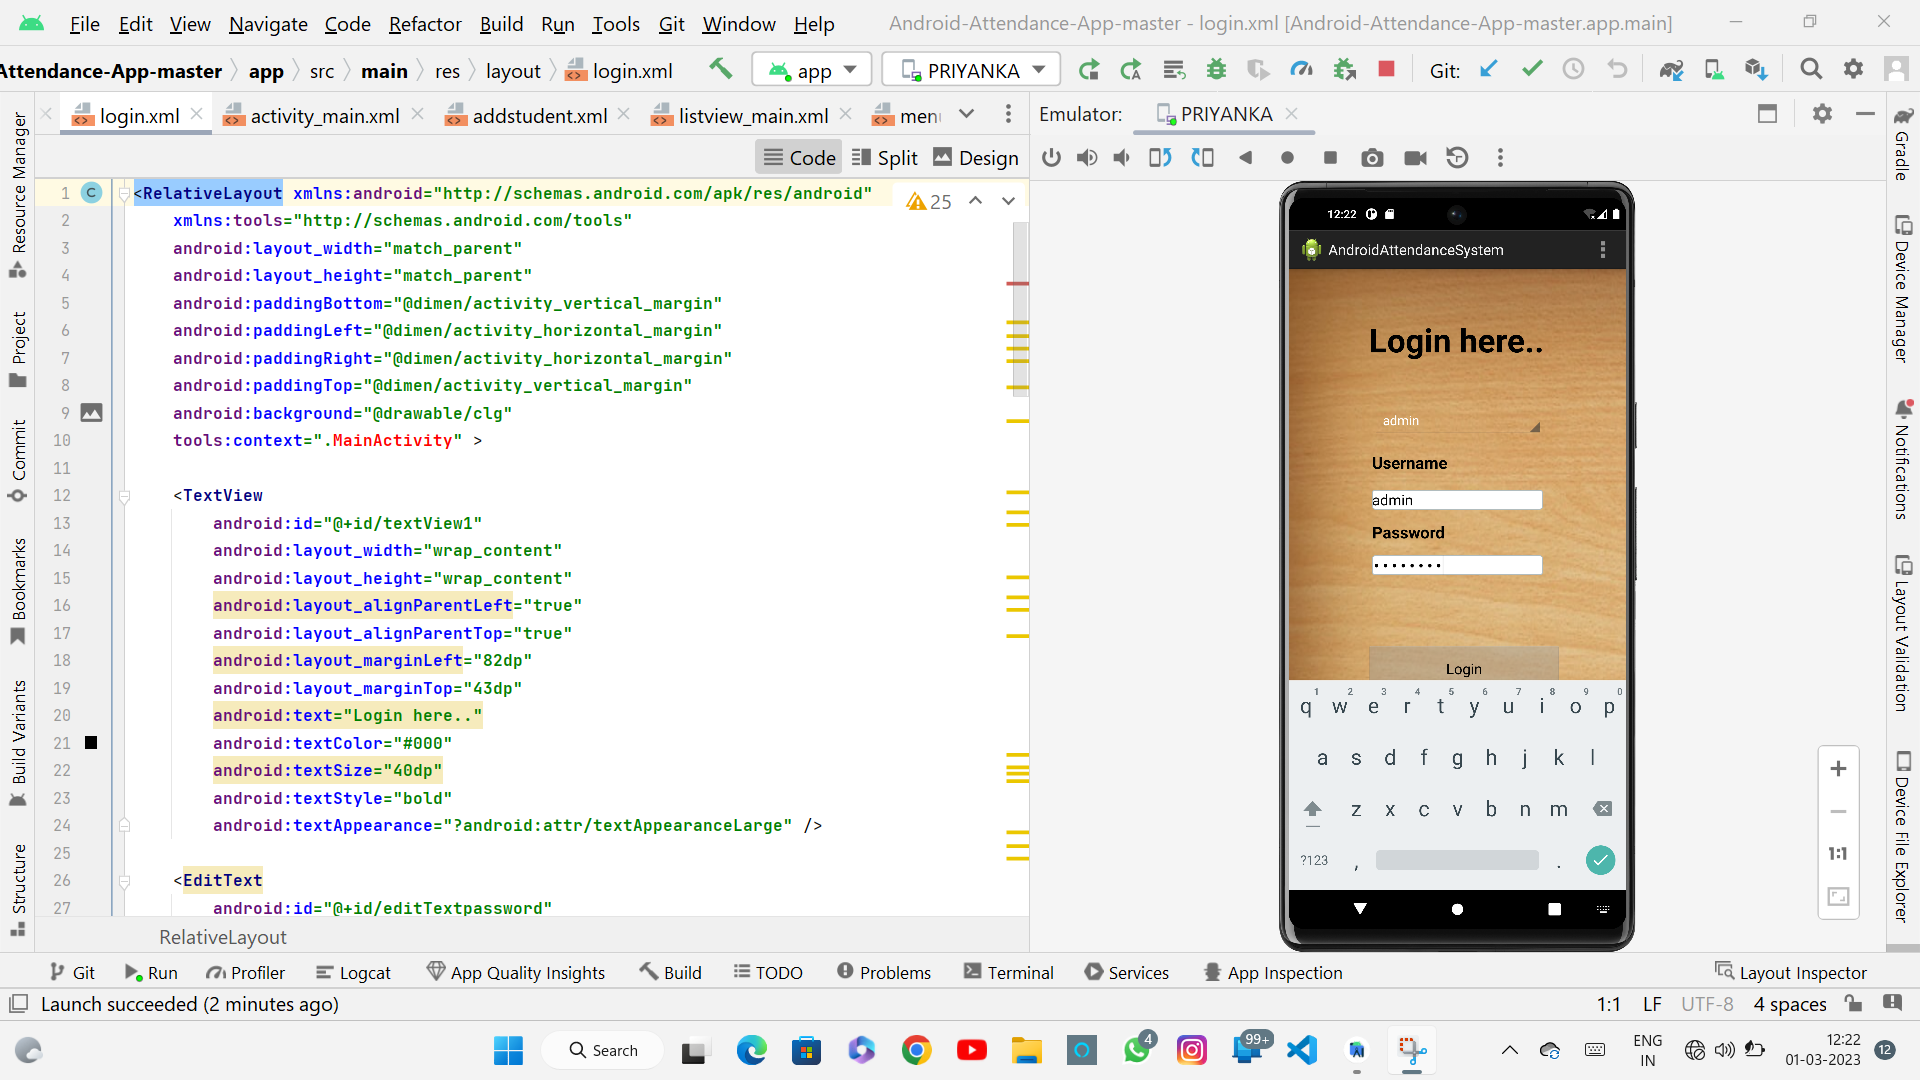 File Edit View Navigate Code Refactor Build Run Tools Git Window Help Android-Attendance-App-master - login.xml [Android-Attendance-App-master.app.main]
Attendance-App-master app src main res layout login.xml app PRIYANKA Git:
login.xml activity_main.xml addstudent.xml listview_main.xml Emulator: PRIYANKA
Code Split Design
Resource Manager
Project
Commit
Bookmarks
Build Variants
Structure
1 <RelativeLayout xmlns:android="http://schemas.android.com/apk/res/android" 25
2 xmlns:tools="http://schemas.android.com/tools"
3 android:layout_width="match_parent"
4 android:layout_height="match_parent"
5 android:paddingBottom="@dimen/activity_vertical_margin"
6 android:paddingLeft="@dimen/activity_horizontal_margin"
7 android:paddingRight="@dimen/activity_horizontal_margin"
8 android:paddingTop="@dimen/activity_vertical_margin"
9 android:background="@drawable/clg"
10 tools:context=".MainActivity" >
11
12 <TextView
13 android:id="@+id/textView1"
14 android:layout_width="wrap_content"
15 android:layout_height="wrap_content"
16 android:layout_alignParentLeft="true"
17 android:layout_alignParentTop="true"
18 android:layout_marginLeft="82dp"
19 android:layout_marginTop="43dp"
20 android:text="Login here.."
21 android:textColor="#000"
22 android:textSize="40dp"
23 android:textStyle="bold"
24 android:textAppearance="?android:attr/textAppearanceLarge" />
25
26 <EditText
27 android:id="@+id/editTextpassword"
RelativeLayout
12:22
AndroidAttendanceSystem
Login here..
admin
Username
admin
Password
Login
1 2 3 4 5 6 7 8 9 0
q w e r t y u i o p
a s d f g h j k l
z x c v b n m
?123 , .
1:1
Gradle
Device Manager
Notifications
Layout Validation
Device File Explorer
Git Run Profiler Logcat App Quality Insights Build TODO Problems Terminal Services App Inspection Layout Inspector
Launch succeeded (2 minutes ago) 1:1 LF UTF-8 4 spaces
Search 4 99+ ENG IN 12:22 01-03-2023 12